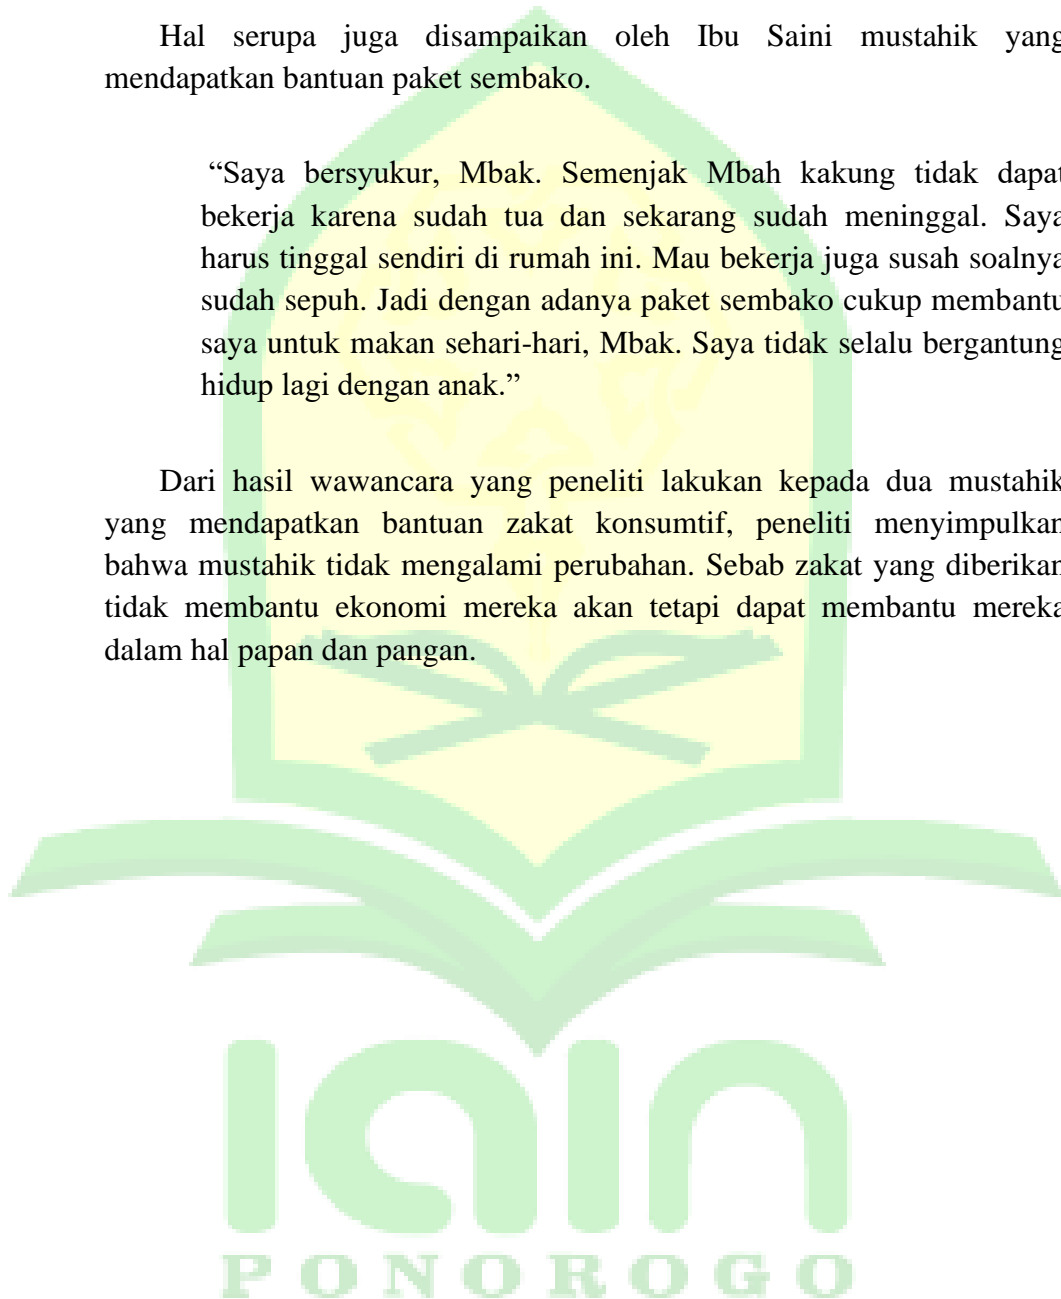 Hal serupa juga disampaikan oleh Ibu Saini mustahik yang
mendapatkan bantuan paket sembako.
“Saya bersyukur, Mbak. Semenjak Mbah kakung tidak dapat
bekerja karena sudah tua dan sekarang sudah meninggal. Saya
harus tinggal sendiri di rumah ini. Mau bekerja juga susah soalnya
sudah sepuh. Jadi dengan adanya paket sembako cukup membantu
saya untuk makan sehari-hari, Mbak. Saya tidak selalu bergantung
hidup lagi dengan anak.”
Dari hasil wawancara yang peneliti lakukan kepada dua mustahik
yang mendapatkan bantuan zakat konsumtif, peneliti menyimpulkan
bahwa mustahik tidak mengalami perubahan. Sebab zakat yang diberikan
tidak membantu ekonomi mereka akan tetapi dapat membantu mereka
dalam hal papan dan pangan.
iain
PONOROGO